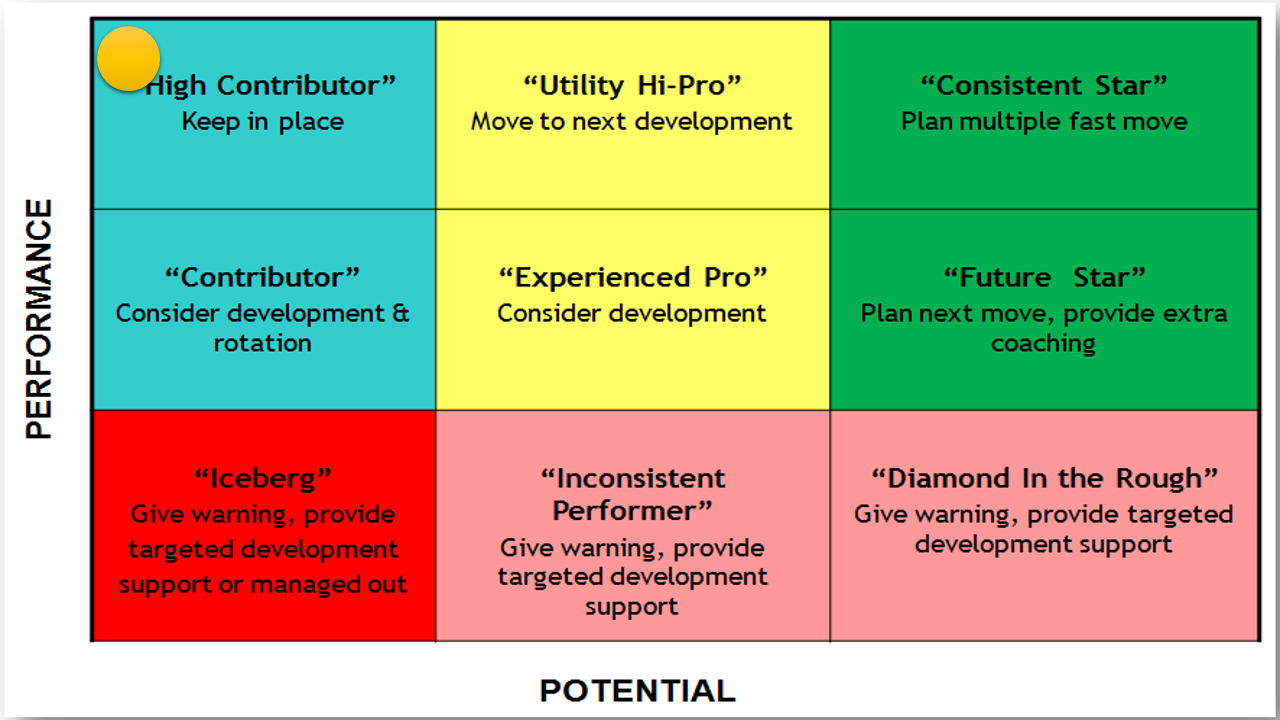 High Contributor”
Keep in place
“Utility Hi-Pro”
Move to next development
“Consistent Star”
Plan multiple fast move
“Contributor”
Consider development &
rotation
“Experienced Pro”
Consider development
“Future Star”
Plan next move, provide extra
coaching
“Iceberg”
Give warning, provide
targeted development
support or managed out
“Inconsistent
Performer”
Give warning, provide
targeted development
support
“Diamond In the Rough”
Give warning, provide targeted
development support
PERFORMANCE
POTENTIAL